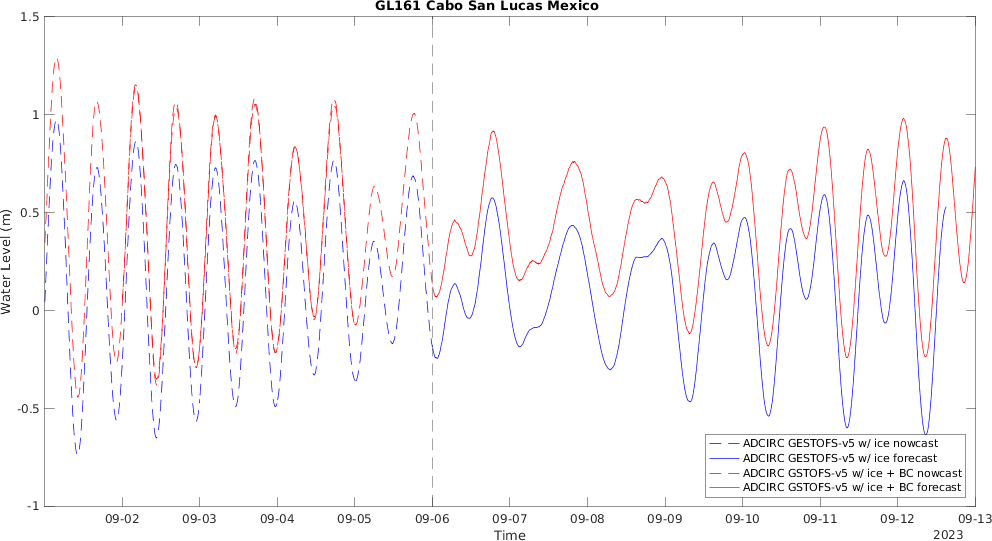 GL161 Cabo San Lucas Mexico
1.5
1
0.5
0
-0.5
-1
Water Level (m)
09-02 09-03 09-04 09-05 09-06 09-07 09-08 09-09 09-10 09-11 09-12 09-13
Time
2023
ADCIRC GESTOFS-v5 w/ ice nowcast
ADCIRC GESTOFS-v5 w/ ice forecast
ADCIRC GSTOFS-v5 w/ ice + BC nowcast
ADCIRC GSTOFS-v5 w/ ice + BC forecast